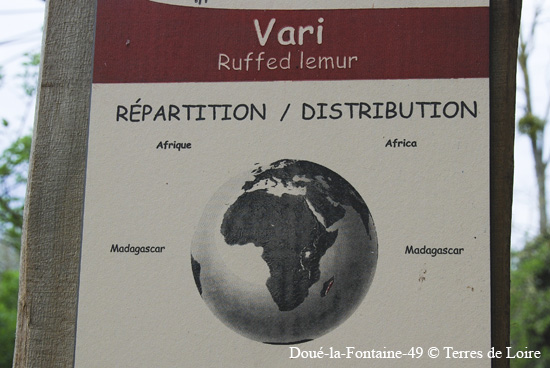 Vari
Ruffed lemur
RÉPARTITION / DISTRIBUTION
Afrique
Africa
Madagascar
Madagascar
Doué-la-Fontaine-49 © Terres de Loire